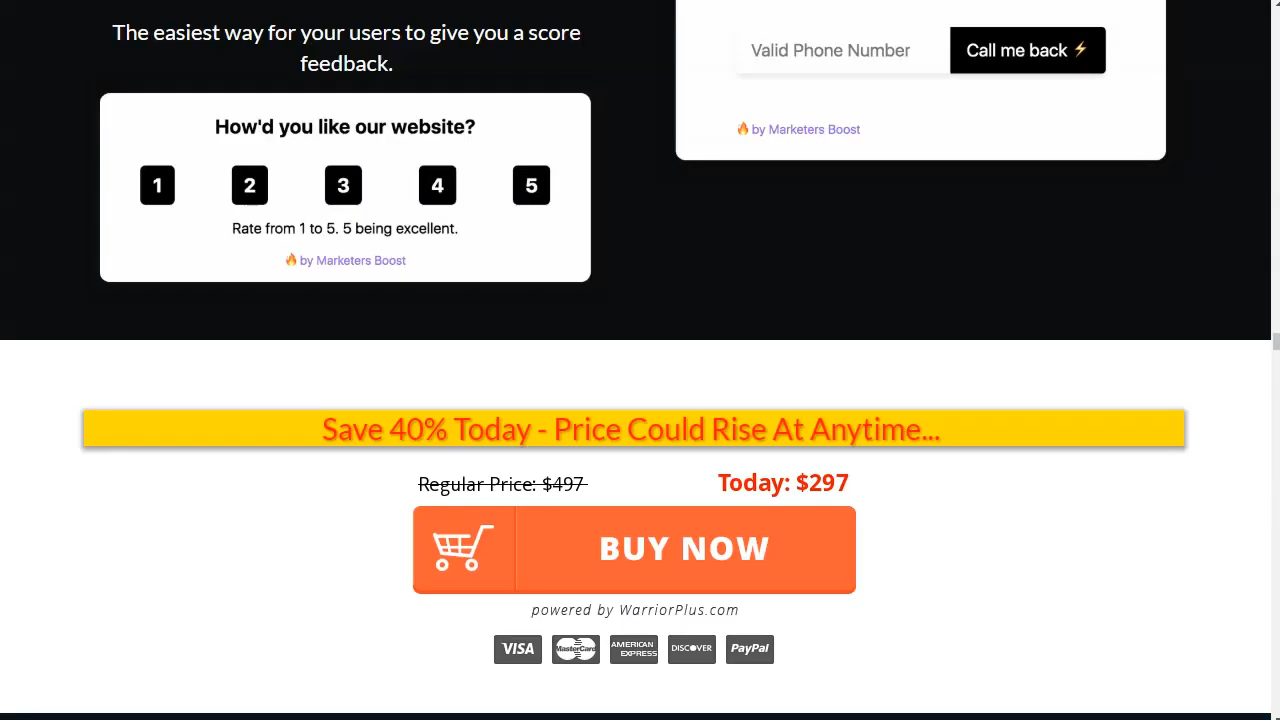 The easiest way for your users to give you a score
feedback.
How'd you like our website?
1 2 3 4 5
Rate from 1 to 5. 5 being excellent.
🔥 by Marketers Boost
Valid Phone Number
Call me back ⚡
🔥 by Marketers Boost
Save 40% Today - Price Could Rise At Anytime...
Regular Price: $497
Today: $297
BUY NOW
powered by WarriorPlus.com
VISA
MasterCard
AMERICAN
EXPRESS
DISCOVER
PayPal